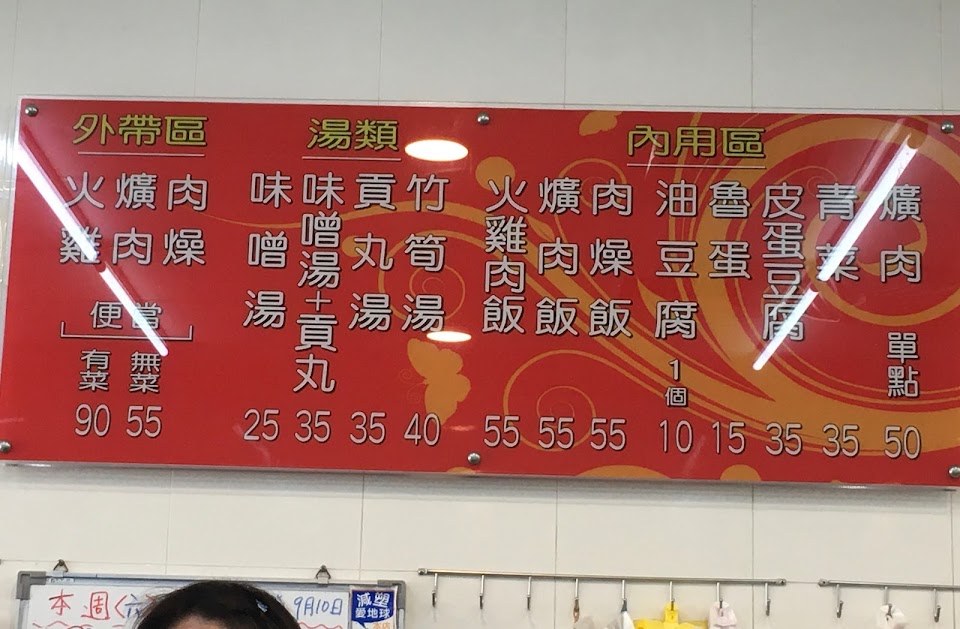 外帶區
火雞
爌肉
肉燥
便當
有菜 90
無菜 55
湯類
味噌湯 25
味噌湯+貢丸 35
貢丸湯 35
竹筍湯 40
內用區
火雞肉飯 55
爌肉飯 55
肉燥飯 55
油豆腐 1個 10
魯蛋 15
皮蛋豆腐 35
青菜 35
爌肉 單點 50
本週〈六
9月10日
減塑
愛地球